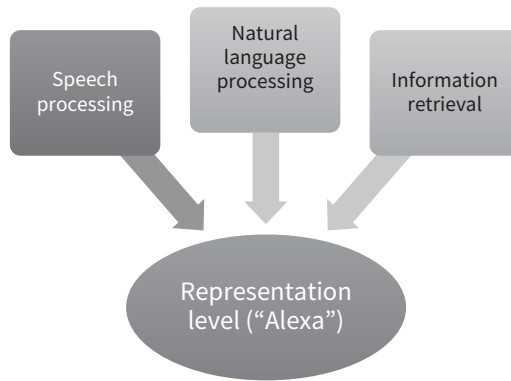 Speech
processing
Natural
language
processing
Information
retrieval
Representation
level (“Alexa”)